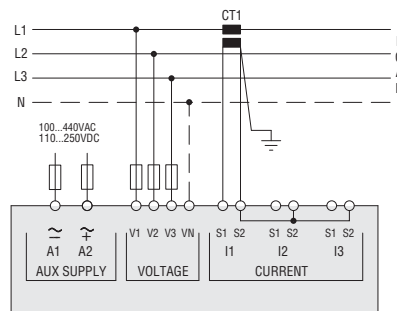 CT1
L1
L2
L3
N
100...440VAC
110...250VDC
V1 V2 V3 VN S1 S2 S1 S2 S1 S2
A1 A2 I1 I2 I3
AUX SUPPLY VOLTAGE CURRENT